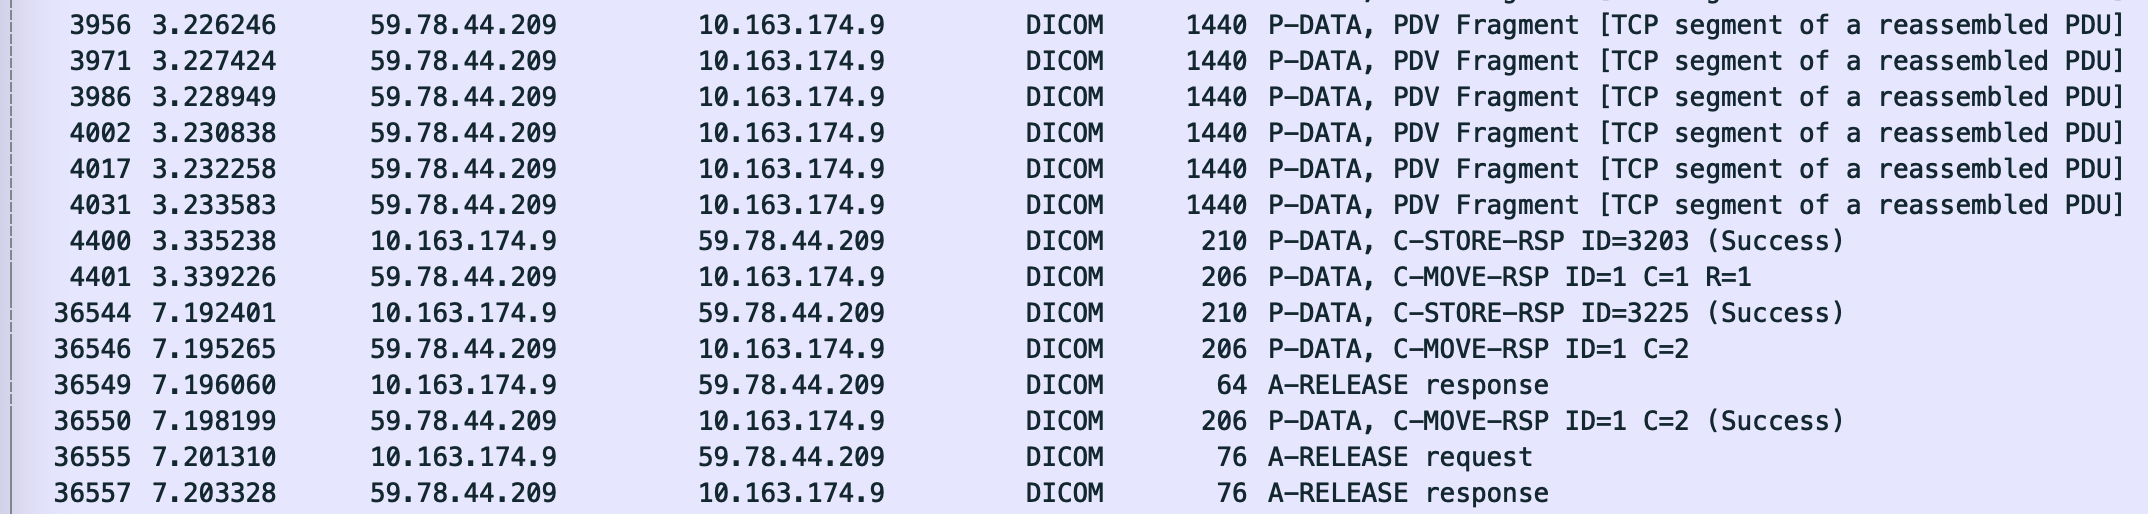 3956 3.226246 59.78.44.209 10.163.174.9 DICOM 1440 P-DATA, PDV Fragment [TCP segment of a reassembled PDU]
3971 3.227424 59.78.44.209 10.163.174.9 DICOM 1440 P-DATA, PDV Fragment [TCP segment of a reassembled PDU]
3986 3.228949 59.78.44.209 10.163.174.9 DICOM 1440 P-DATA, PDV Fragment [TCP segment of a reassembled PDU]
4002 3.230838 59.78.44.209 10.163.174.9 DICOM 1440 P-DATA, PDV Fragment [TCP segment of a reassembled PDU]
4017 3.232258 59.78.44.209 10.163.174.9 DICOM 1440 P-DATA, PDV Fragment [TCP segment of a reassembled PDU]
4031 3.233583 59.78.44.209 10.163.174.9 DICOM 1440 P-DATA, PDV Fragment [TCP segment of a reassembled PDU]
4400 3.335238 10.163.174.9 59.78.44.209 DICOM 210 P-DATA, C-STORE-RSP ID=3203 (Success)
4401 3.339226 59.78.44.209 10.163.174.9 DICOM 206 P-DATA, C-MOVE-RSP ID=1 C=1 R=1
36544 7.192401 10.163.174.9 59.78.44.209 DICOM 210 P-DATA, C-STORE-RSP ID=3225 (Success)
36546 7.195265 59.78.44.209 10.163.174.9 DICOM 206 P-DATA, C-MOVE-RSP ID=1 C=2
36549 7.196060 10.163.174.9 59.78.44.209 DICOM 64 A-RELEASE response
36550 7.198199 59.78.44.209 10.163.174.9 DICOM 206 P-DATA, C-MOVE-RSP ID=1 C=2 (Success)
36555 7.201310 10.163.174.9 59.78.44.209 DICOM 76 A-RELEASE request
36557 7.203328 59.78.44.209 10.163.174.9 DICOM 76 A-RELEASE response